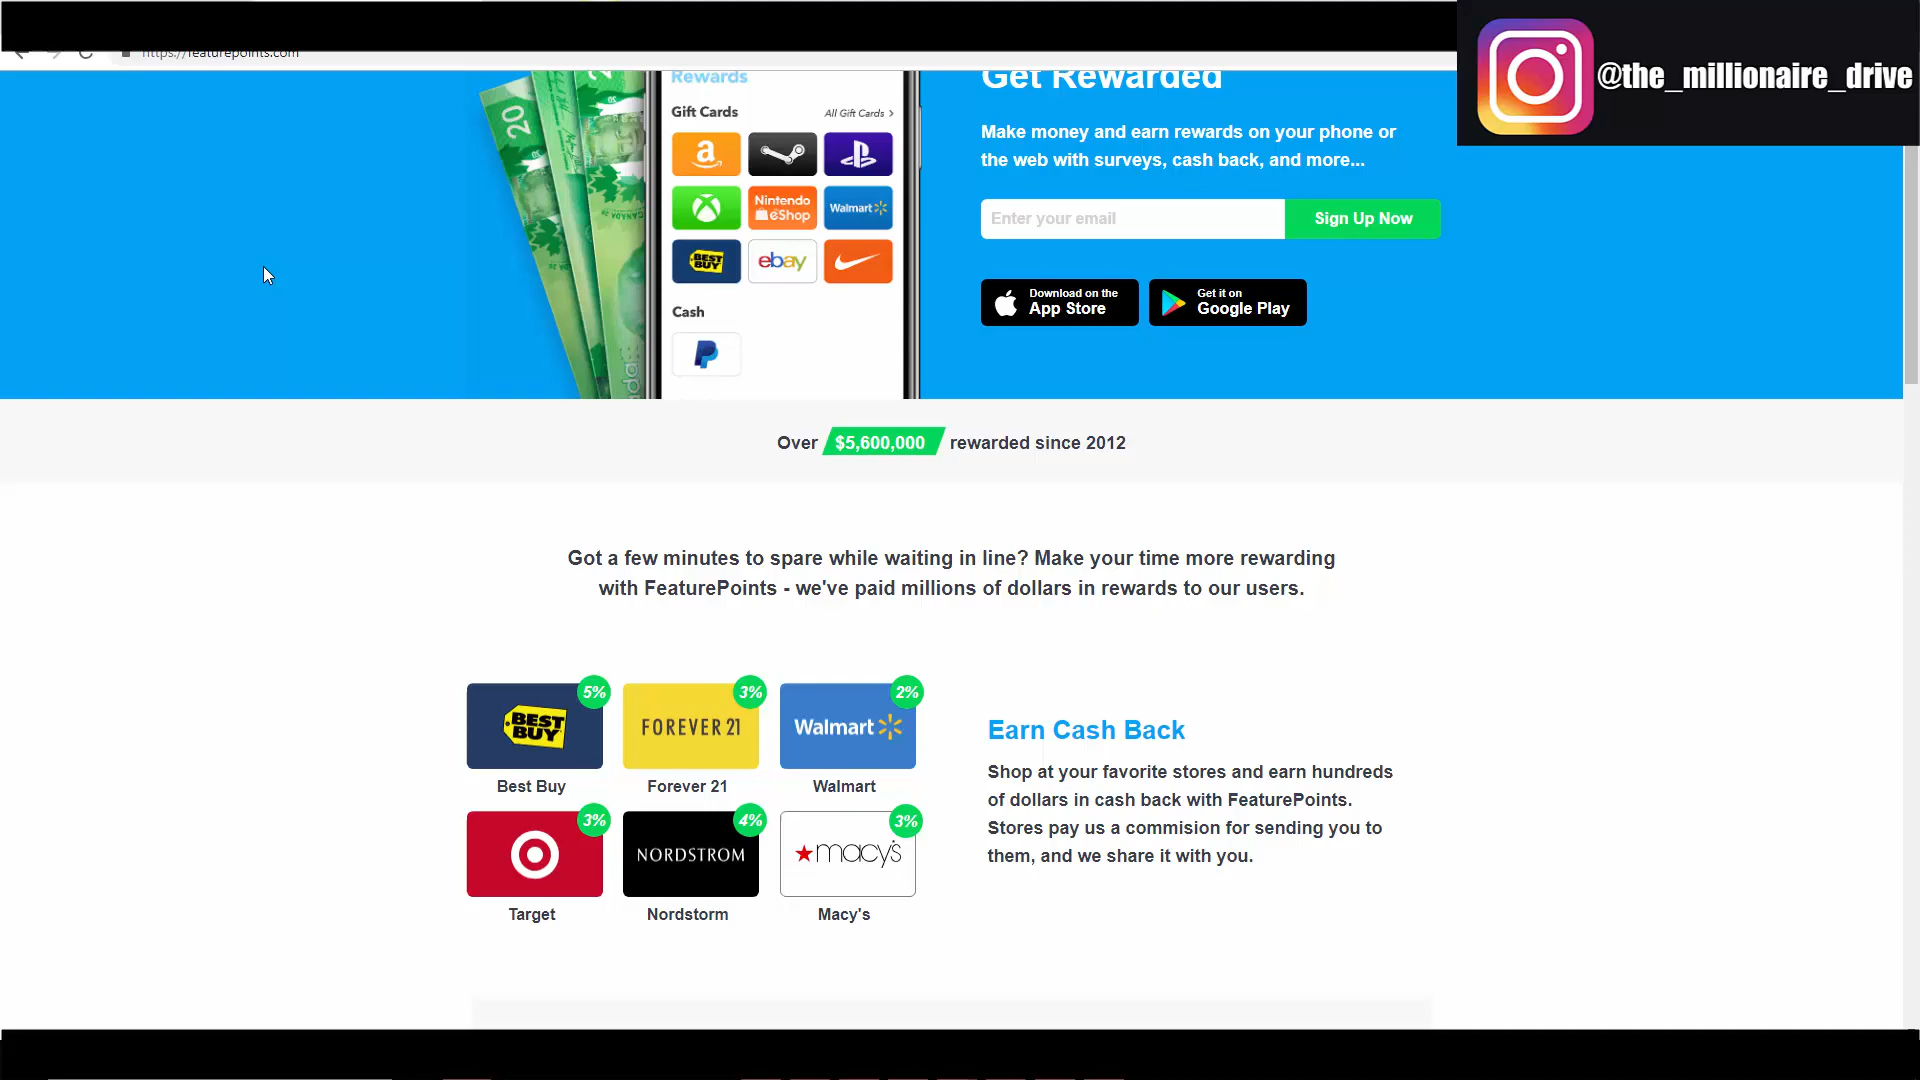 https://featurepoints.com
@the_millionaire_drive
Rewards
Gift Cards
All Gift Cards >
a
Nintendo
eShop
Walmart
BEST
BUY
ebay
Cash
20
Get Rewarded
Make money and earn rewards on your phone or
the web with surveys, cash back, and more...
Enter your email
Sign Up Now
Download on the
App Store
Get it on
Google Play
Over $5,600,000 rewarded since 2012
Got a few minutes to spare while waiting in line? Make your time more rewarding
with FeaturePoints - we've paid millions of dollars in rewards to our users.
5%
3%
2%
BEST
BUY
FOREVER 21
Walmart
Best Buy
Forever 21
Walmart
3%
4%
3%
NORDSTROM
macy's
Target
Nordstorm
Macy's
Earn Cash Back
Shop at your favorite stores and earn hundreds
of dollars in cash back with FeaturePoints.
Stores pay us a commision for sending you to
them, and we share it with you.